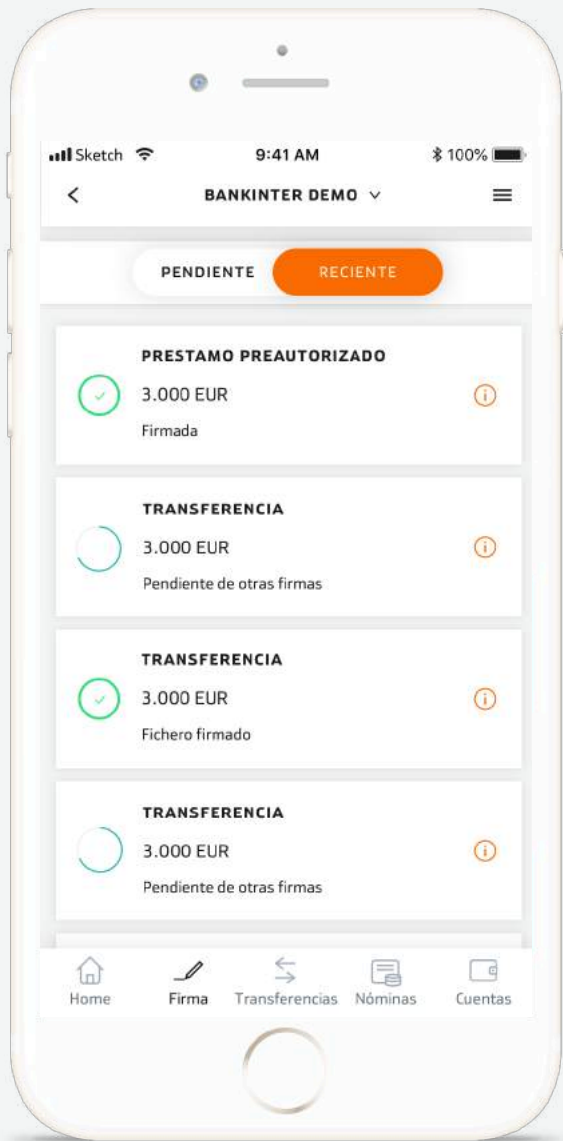 Sketch 9:41 AM 100%
BANKINTER DEMO
PENDIENTE RECIENTE
PRESTAMO PREAUTORIZADO
3.000 EUR
Firmada
TRANSFERENCIA
3.000 EUR
Pendiente de otras firmas
TRANSFERENCIA
3.000 EUR
Fichero firmado
TRANSFERENCIA
3.000 EUR
Pendiente de otras firmas
Home Firma Transferencias Nóminas Cuentas